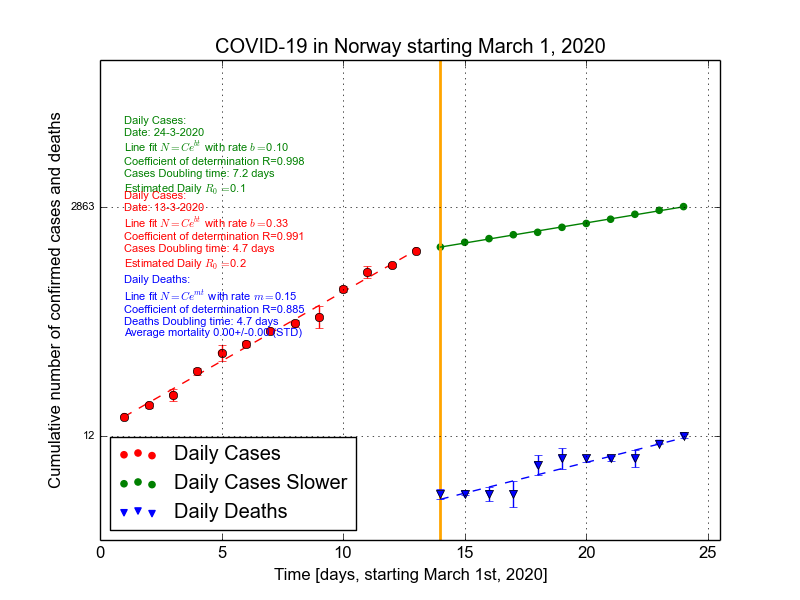 COVID-19 in Norway starting March 1, 2020
Cumulative number of confirmed cases and deaths
Daily Cases:
Date: 24-3-2020
Line fit N=Ce^{bt} with rate b=0.10
Coefficient of determination R=0.998
Cases Doubling time: 7.2 days
Estimated Daily R_0=0.1
Daily Cases:
Date: 13-3-2020
2863
Line fit N=Ce^{bt} with rate b=0.33
Coefficient of determination R=0.991
Cases Doubling time: 4.7 days
Estimated Daily R_0=0.2
Daily Deaths:
Line fit N=Ce^{mt} with rate m=0.15
Coefficient of determination R=0.885
Deaths Doubling time: 4.7 days
Average mortality 0.00+/-0.00 (STD)
12
Daily Cases
Daily Cases Slower
Daily Deaths
0 5 10 15 20 25
Time [days, starting March 1st, 2020]